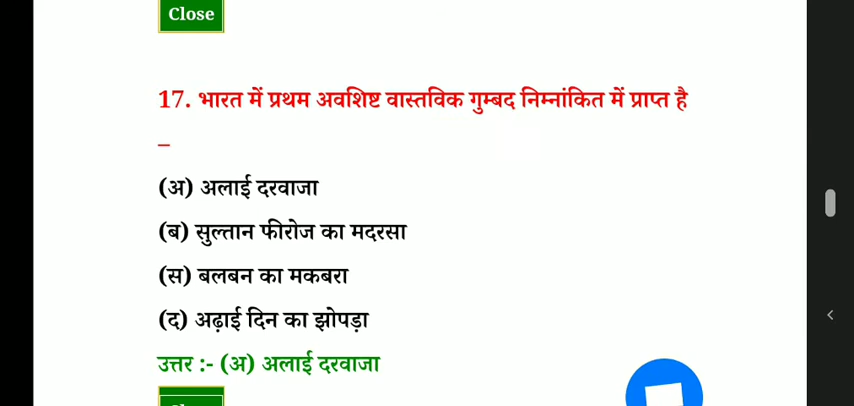 Close
17. भारत में प्रथम अवशिष्ट वास्तविक गुम्बद निम्नांकित में प्राप्त है
–
(अ) अलाई दरवाजा
(ब) सुल्तान फीरोज का मदरसा
(स) बलबन का मकबरा
(द) अढ़ाई दिन का झोपड़ा
उत्तर :- (अ) अलाई दरवाजा